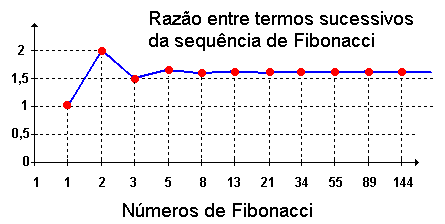 Razão entre termos sucessivos
da sequência de Fibonacci
2
1,5
1
0,5
0
1 1 2 3 5 8 13 21 34 55 89 144
Números de Fibonacci